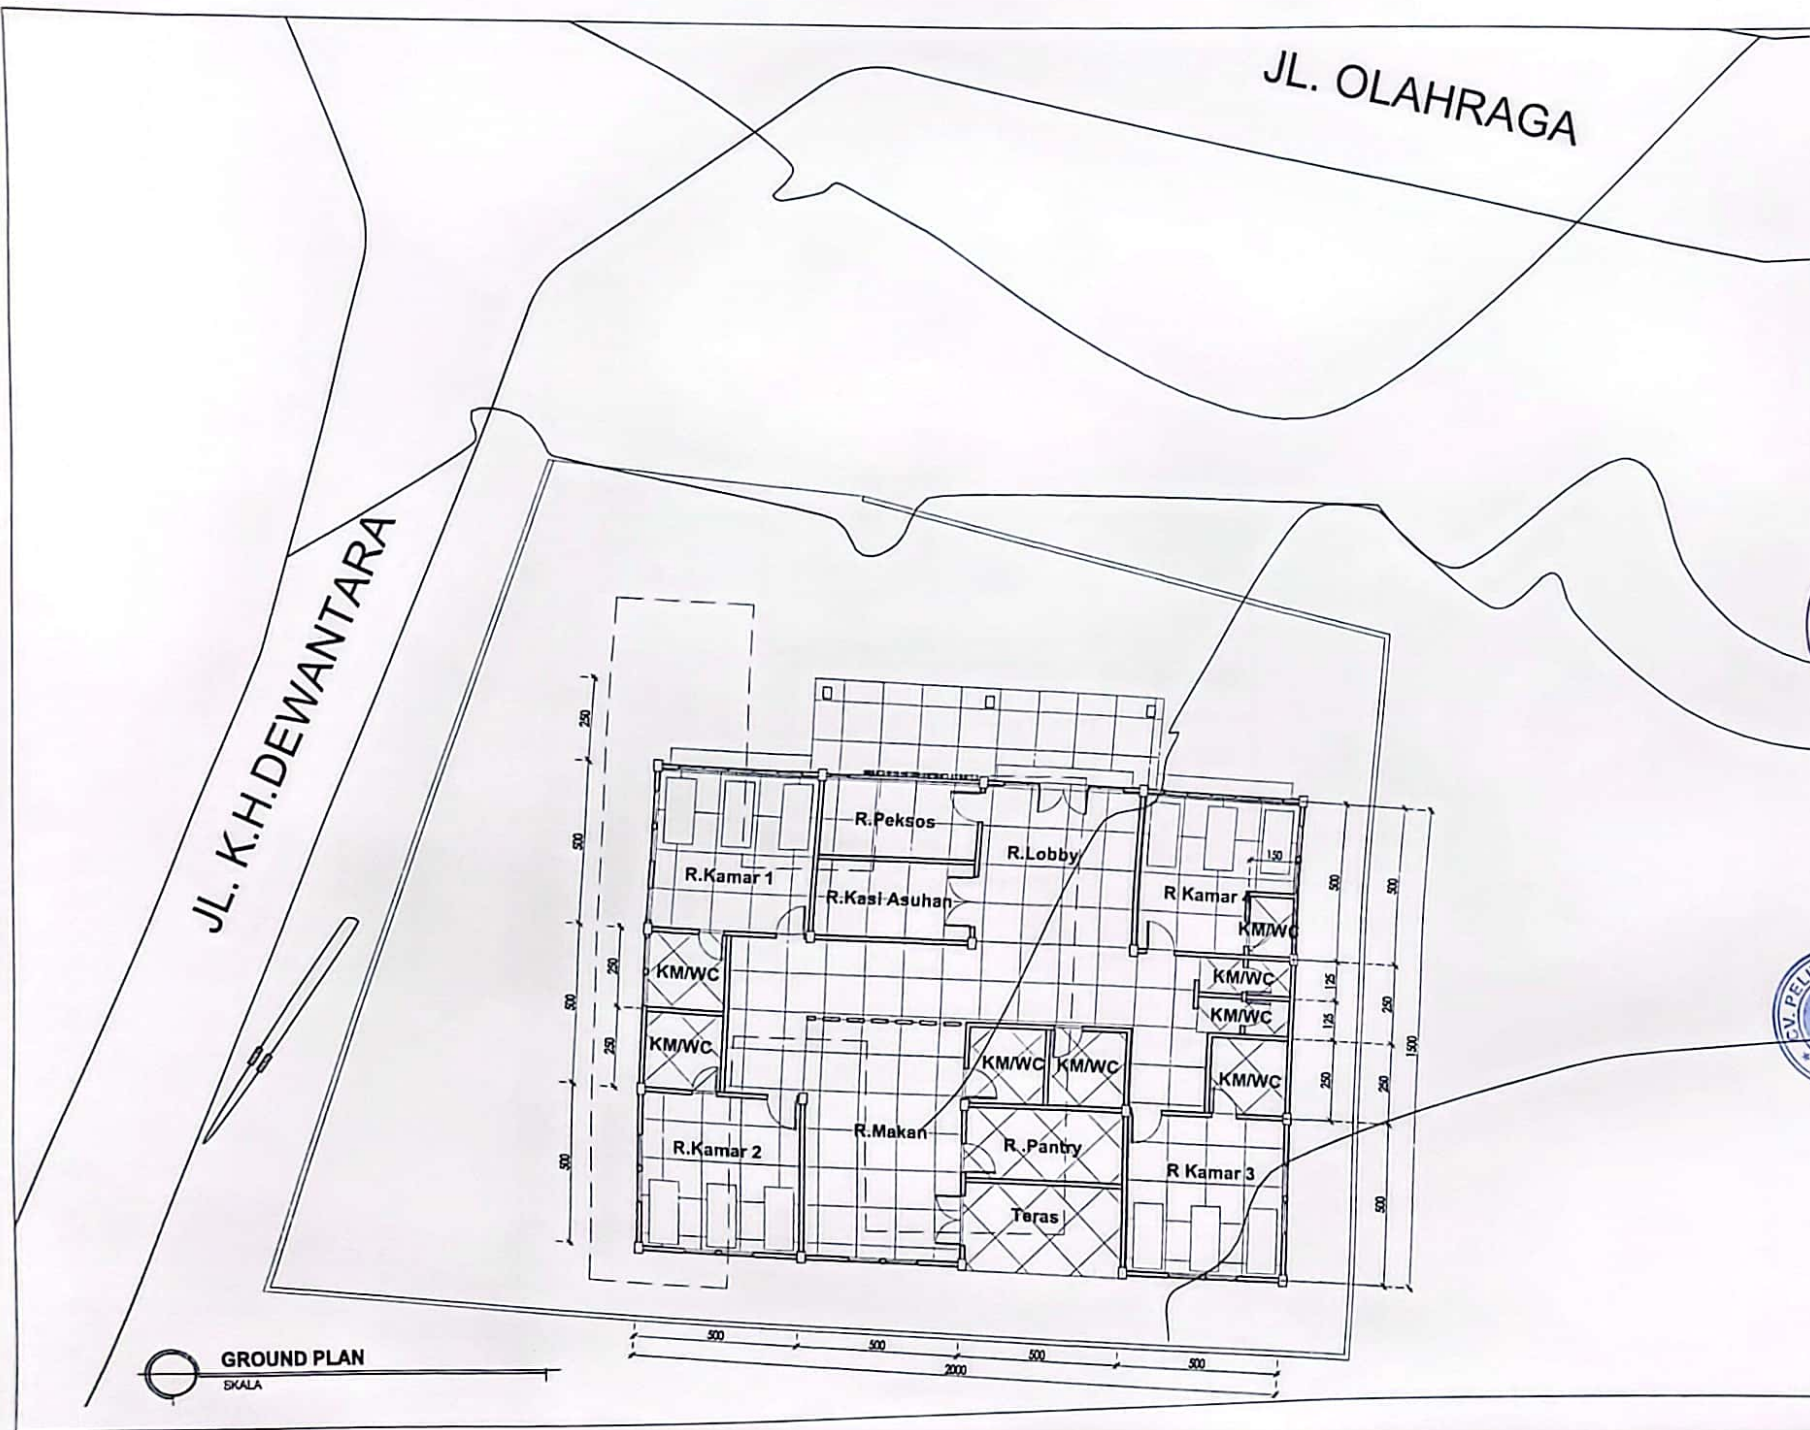 JL. OLAHRAGA
JL. K.H.DEWANTARA
250
500
500
500
250
250
R.Kamar 1
R.Peksos
R.Kasi Asuhan
R.Lobby
R Kamar 4
150
KM/WC
KM/WC
KM/WC
KM/WC
KM/WC
KM/WC
KM/WC
KM/WC
R.Kamar 2
R.Makan
R .Pantry
Teras
R Kamar 3
500
125
125
250
500
250
250
500
1500
500
500
500
500
2000
GROUND PLAN
SKALA
CV. PEL